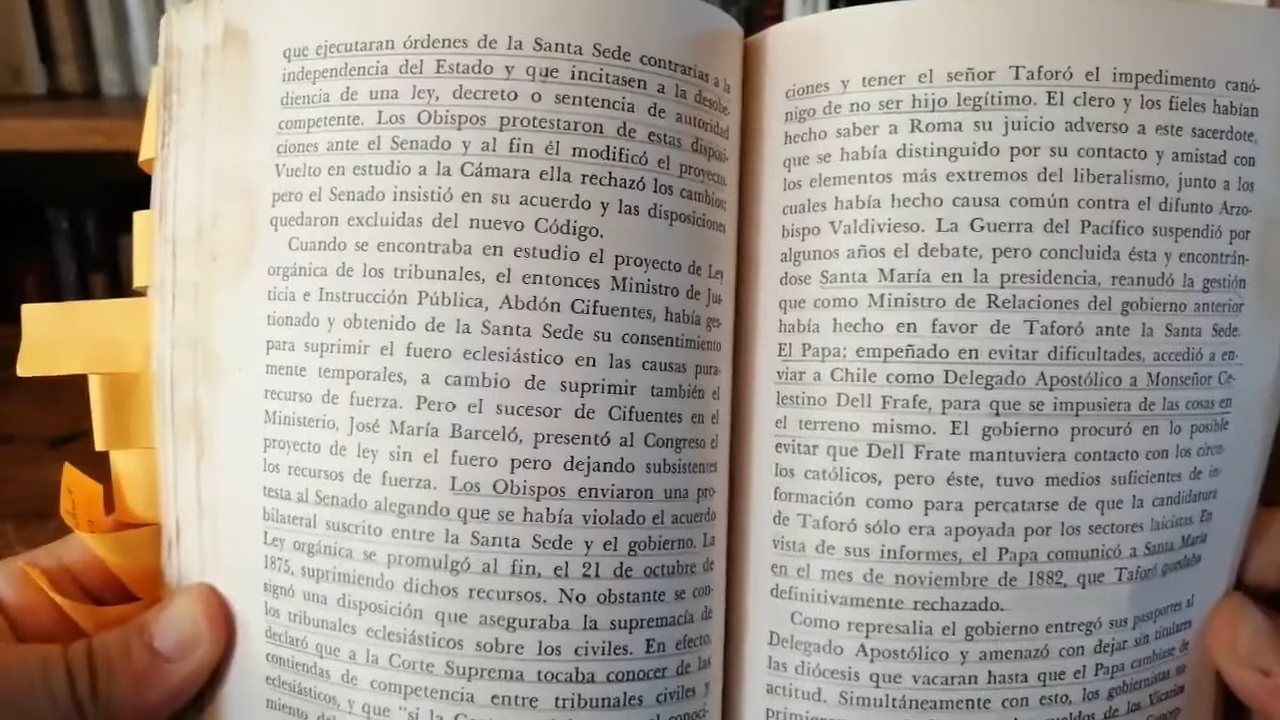 que ejecutaran órdenes de la Santa Sede contrarias a la
independencia del Estado y que incitasen a la desobe-
diencia de una ley, decreto o sentencia de autoridad
competente. Los Obispos protestaron de estas disposi-
ciones ante el Senado y al fin él modificó el proyecto.
Vuelto en estudio a la Cámara ella rechazó los cambios;
pero el Senado insistió en su acuerdo y las disposiciones
quedaron excluidas del nuevo Código.
Cuando se encontraba en estudio el proyecto de Ley
orgánica de los tribunales, el entonces Ministro de Jus-
ticia e Instrucción Pública, Abdón Cifuentes, había ges-
tionado y obtenido de la Santa Sede su consentimiento
para suprimir el fuero eclesiástico en las causas pura-
mente temporales, a cambio de suprimir también el
recurso de fuerza. Pero el sucesor de Cifuentes en el
Ministerio, José María Barceló, presentó al Congreso el
proyecto de ley sin el fuero pero dejando subsistentes
los recursos de fuerza. Los Obispos enviaron una pro-
testa al Senado alegando que se había violado el acuerdo
bilateral suscrito entre la Santa Sede y el gobierno. La
Ley orgánica se promulgó al fin, el 21 de octubre de
1875, suprimiendo dichos recursos. No obstante se con-
signó una disposición que aseguraba la supremacía de
los tribunales eclesiásticos sobre los civiles. En efecto,
declaró que a la Corte Suprema tocaba conocer de las
contiendas de competencia entre tribunales civiles y
eclesiásticos, y que "si la
miento
ciones y tener el señor Taforó el impedimento canó-
nigo de no ser hijo legítimo. El clero y los fieles habían
hecho saber a Roma su juicio adverso a este sacerdote,
que se había distinguido por su contacto y amistad con
los elementos más extremos del liberalismo, junto a los
cuales había hecho causa común contra el difunto Arzo-
bispo Valdivieso. La Guerra del Pacífico suspendió por
algunos años el debate, pero concluida ésta y encontrán-
dose Santa María en la presidencia, reanudó la gestión
que como Ministro de Relaciones del gobierno anterior
había hecho en favor de Taforó ante la Santa Sede.
El Papa; empeñado en evitar dificultades, accedió a en-
viar a Chile como Delegado Apostólico a Monseñor Ce-
lestino Dell Frafe, para que se impusiera de las cosas en
el terreno mismo. El gobierno procuró en lo posible
evitar que Dell Frate mantuviera contacto con los círcu-
los católicos, pero éste, tuvo medios suficientes de in-
formación como para percatarse de que la candidatura
de Taforó sólo era apoyada por los sectores laicistas. En
vista de sus informes, el Papa comunicó a Santa María
en el mes de noviembre de 1882, que Taforó quedaba
definitivamente rechazado.
Como represalia el gobierno entregó sus pasaportes al
Delegado Apostólico y amenazó con dejar sin titulares
las diócesis que vacaran hasta que el Papa cambiase de
actitud. Simultáneamente con esto, los gobiernistas
de los Vicarios